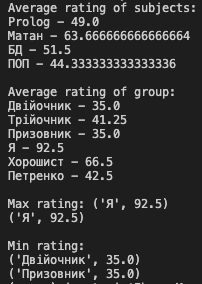 Average rating of subjects:
Prolog - 49.0
Матан - 63.666666666666664
БД - 51.5
ПОП - 44.333333333333336
Average rating of group:
Двійочник - 35.0
Трійочник - 41.25
Призовник - 35.0
Я - 92.5
Хорошист - 66.5
Петренко - 42.5
Max rating: ('Я', 92.5)
('Я', 92.5)
Min rating:
('Двійочник', 35.0)
('Призовник', 35.0)